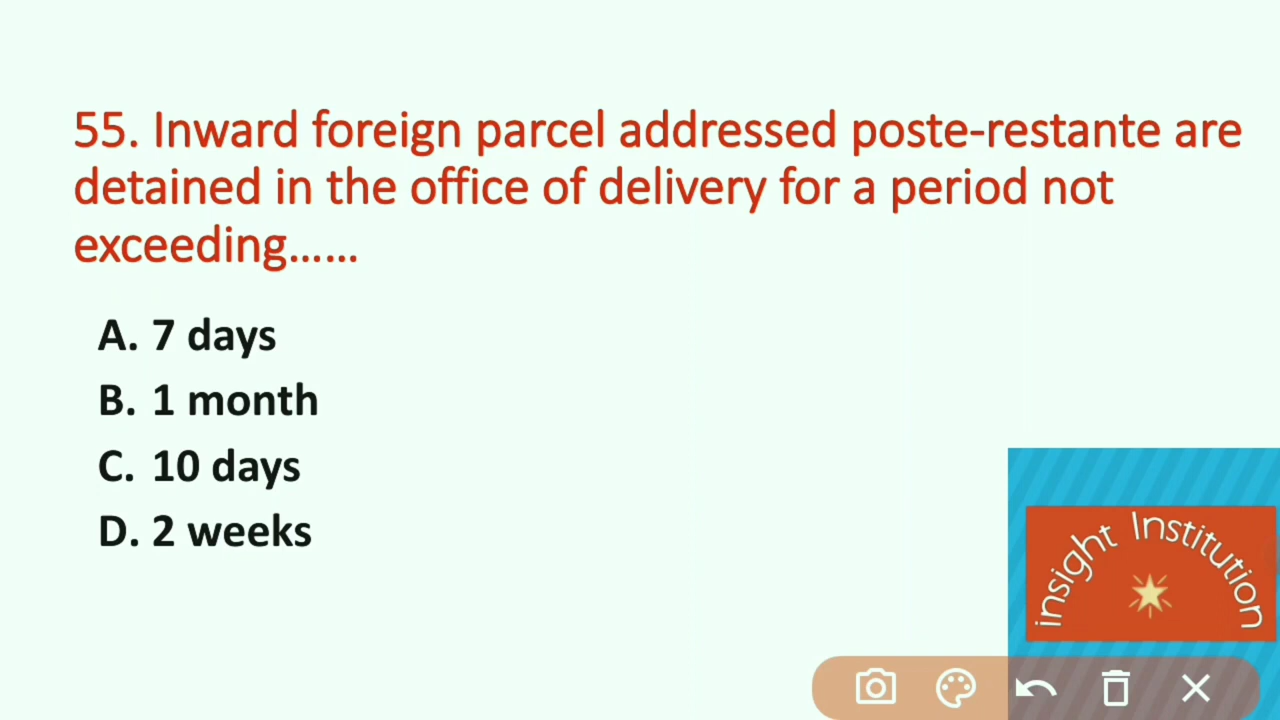 55. Inward foreign parcel addressed poste-restante are
detained in the office of delivery for a period not
exceeding......
A. 7 days
B. 1 month
C. 10 days
D. 2 weeks
insight Institution